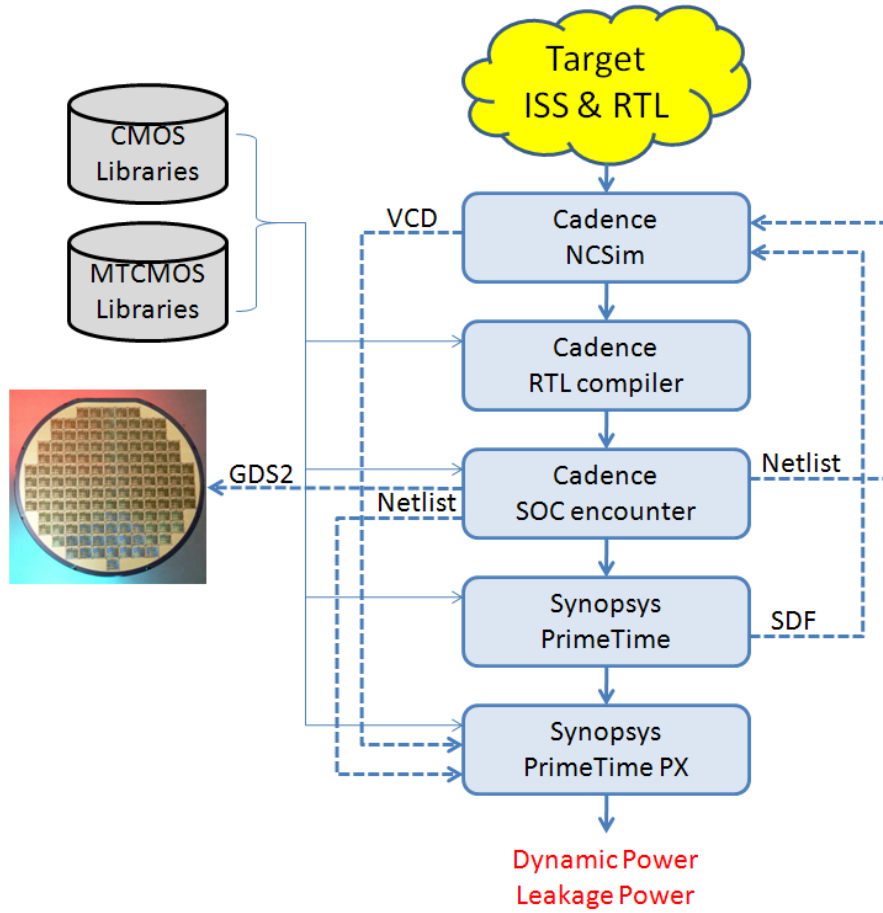 Target
ISS & RTL
CMOS
Libraries
VCD
Cadence
NCSim
MTCMOS
Libraries
Cadence
RTL compiler
GDS2
Cadence
SOC encounter
Netlist
Netlist
Synopsys
PrimeTime
SDF
Synopsys
PrimeTime PX
Dynamic Power
Leakage Power